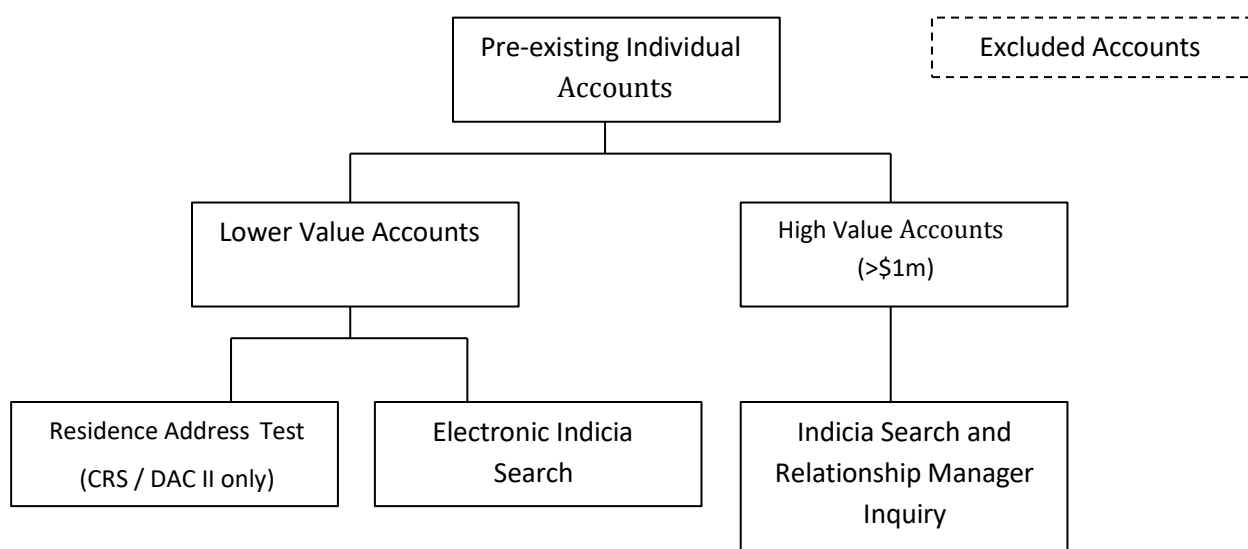 Pre-existing Individual
Accounts
Excluded Accounts
Lower Value Accounts
High Value Accounts
(>$1m)
Residence Address Test
(CRS / DAC II only)
Electronic Indicia
Search
Indicia Search and
Relationship Manager
Inquiry